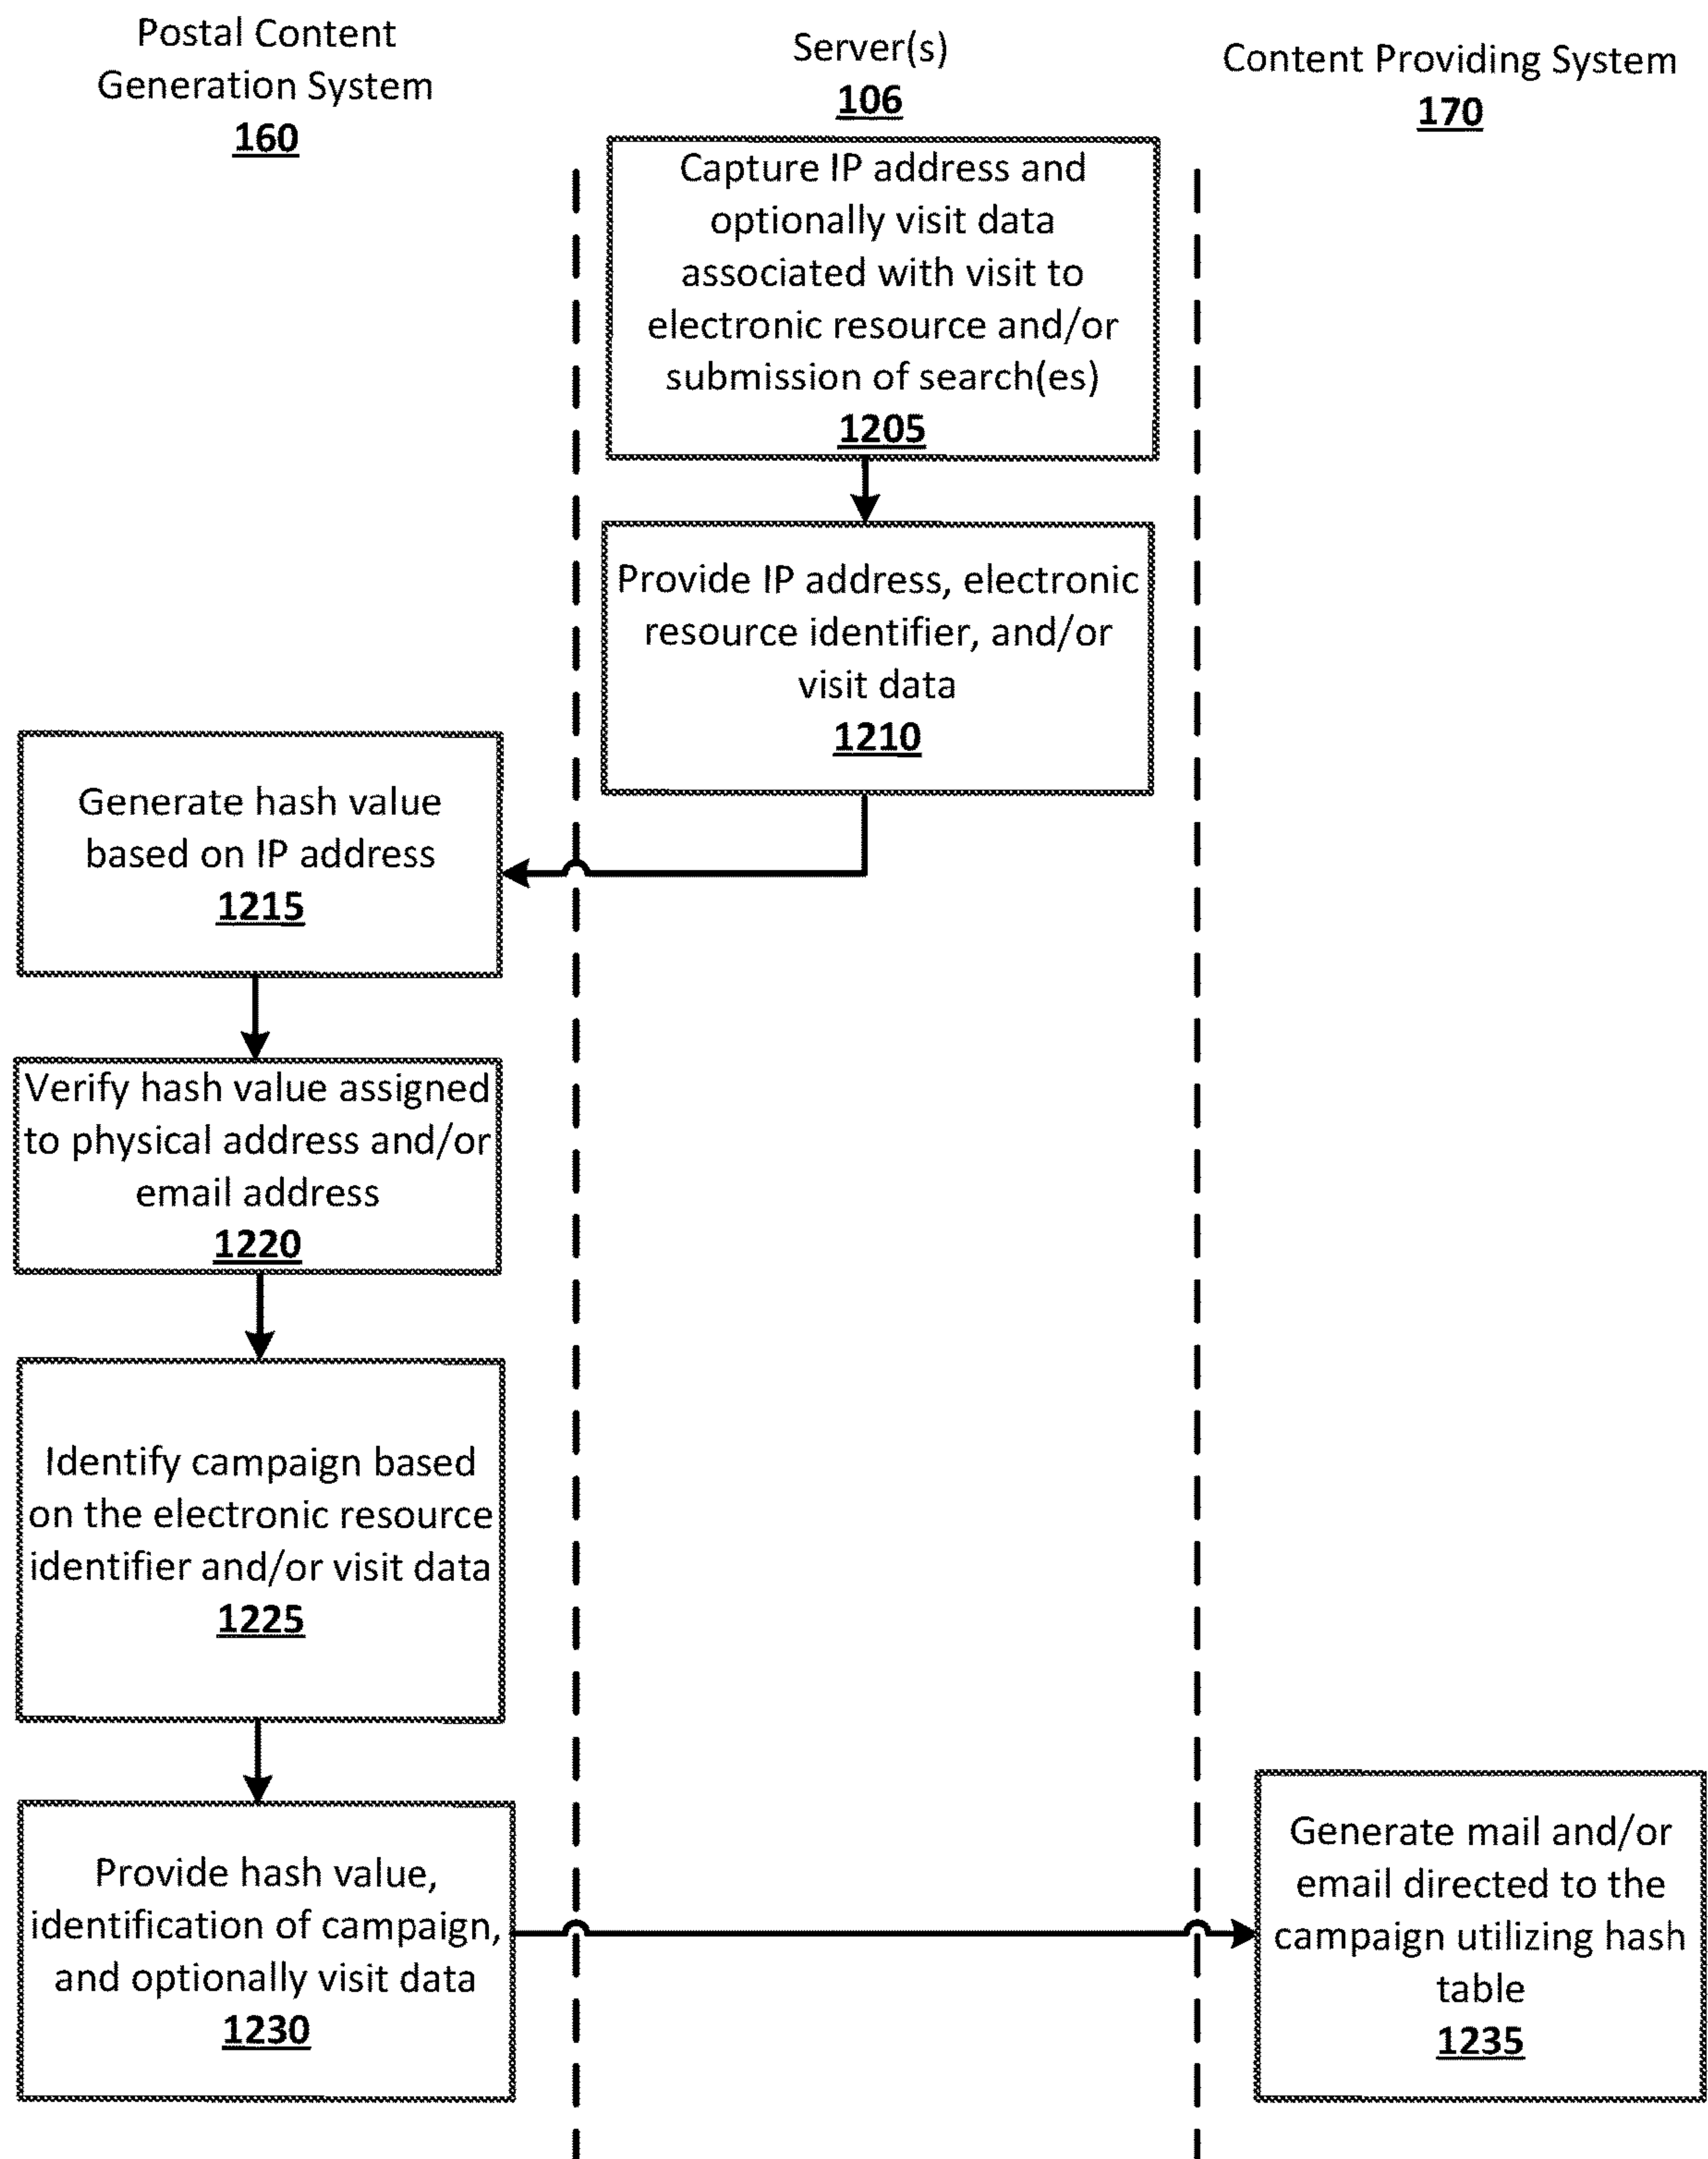 Postal Content
Generation System
160
Server(s)
106
Content Providing System
170
Capture IP address and
optionally visit data
associated with visit to
electronic resource and/or
submission of search(es)
1205
Provide IP address, electronic
resource identifier, and/or
visit data
1210
Generate hash value
based on IP address
1215
Verify hash value assigned
to physical address and/or
email address
1220
Identify campaign based
on the electronic resource
identifier and/or visit data
1225
Provide hash value,
identification of campaign,
and optionally visit data
1230
Generate mail and/or
email directed to the
campaign utilizing hash
table
1235